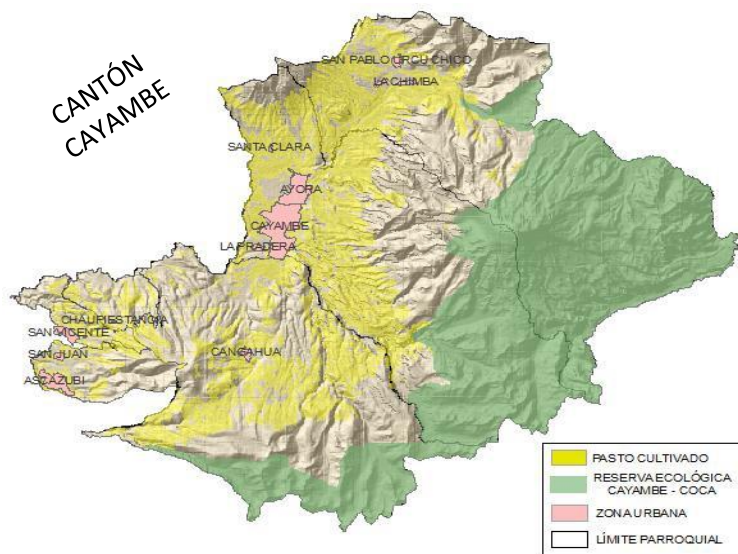 CANTÓN
CAYAMBE
SAN PABLO URCU CHICO
LA CHIMBA
SANTA CLARA
AYORA
CAYAMBE
LA PRADERA
CHAUPIESTANCIA
SAN VICENTE
SAN JUAN
CANGAHUA
ASCAZUBI
PASTO CULTIVADO
RESERVA ECOLÓGICA
CAYAMBE - COCA
ZONA URBANA
LÍMITE PARROQUIAL